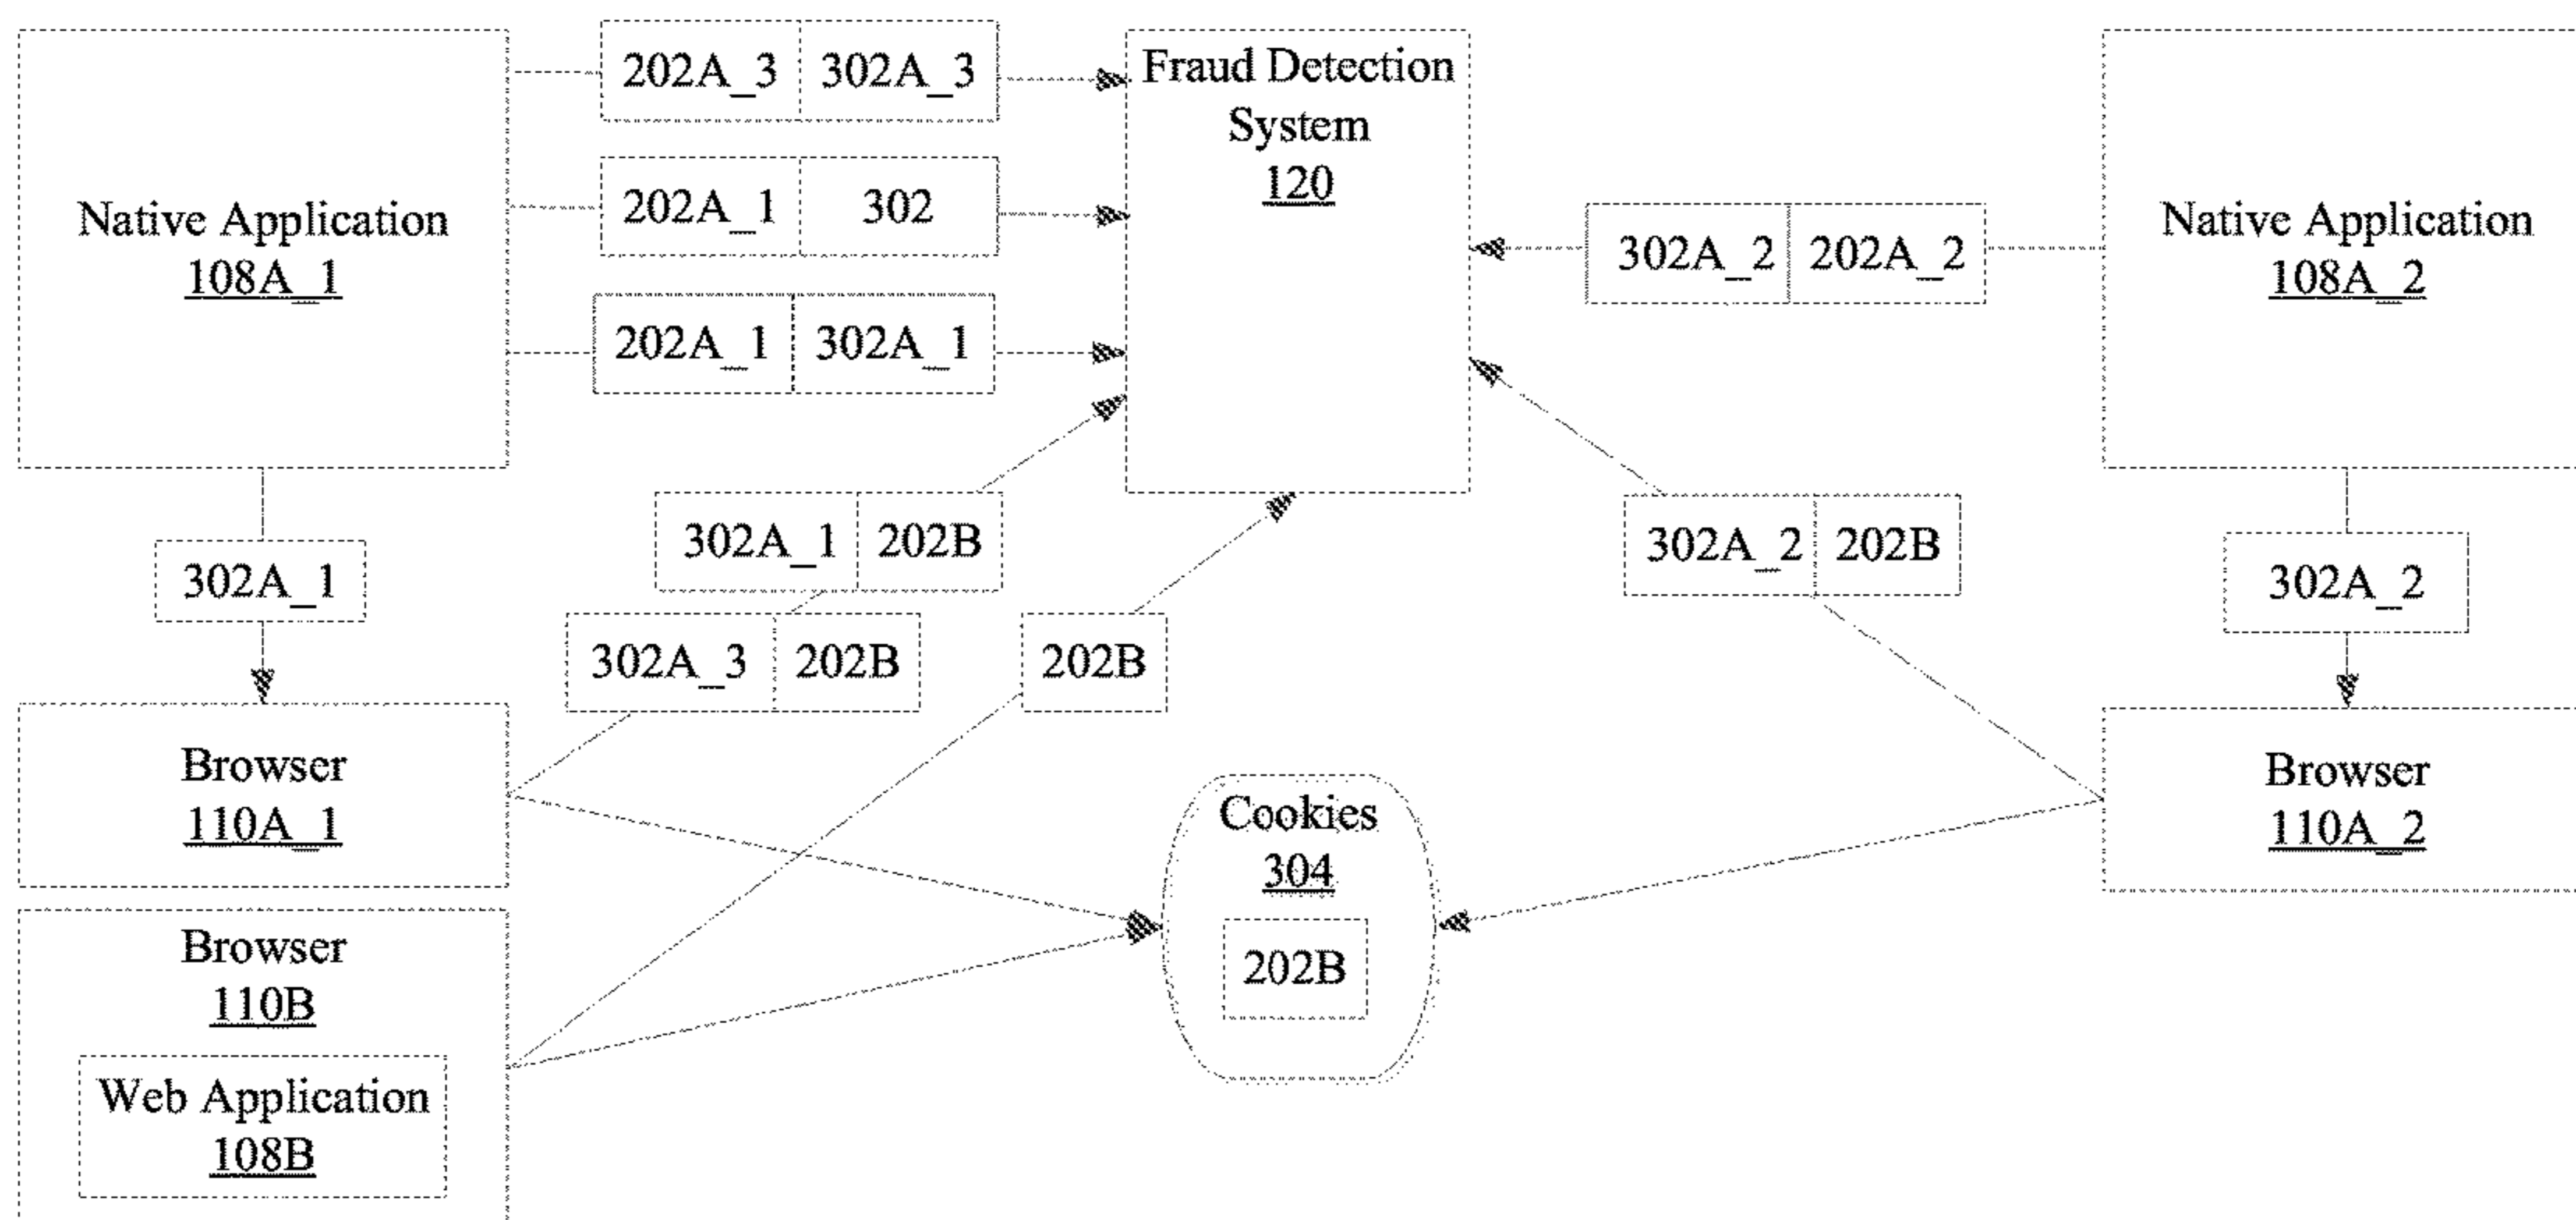 202A_3 302A_3
Fraud Detection
System
120
202A_1 302
Native Application
108A_1
302A_2 202A_2
Native Application
108A_2
202A_1 302A_1
302A_1 202B
302A_2 202B
302A_1
302A_2
302A_3 202B
202B
Browser
110A_1
Browser
110A_2
Cookies
304
202B
Browser
110B
Web Application
108B